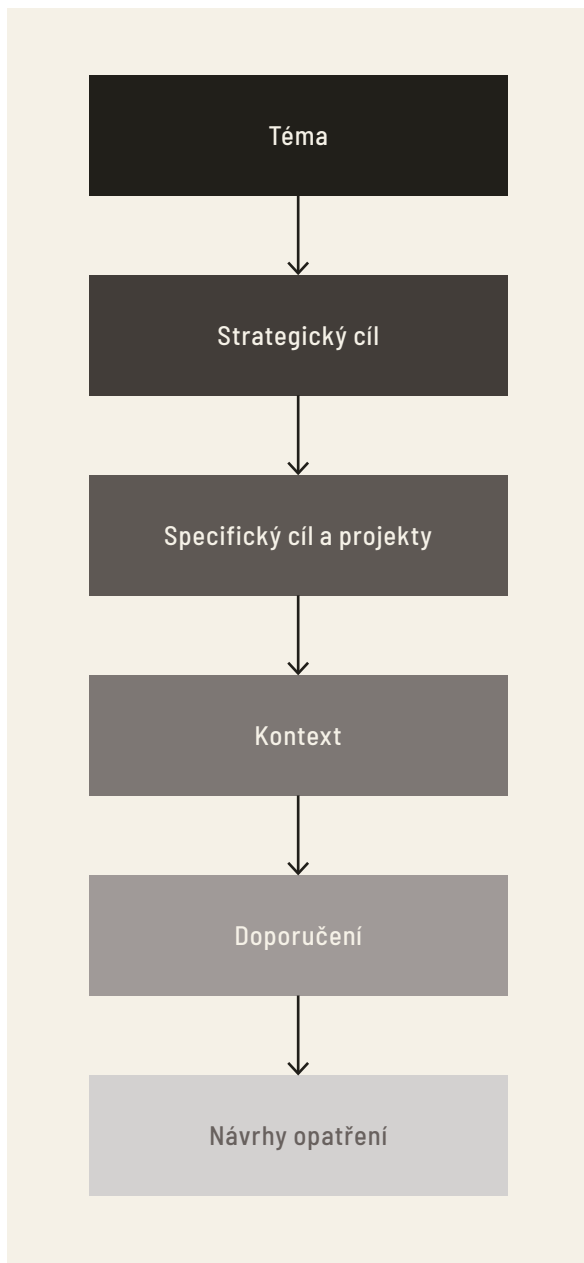 Téma
Strategický cíl
Specifický cíl a projekty
Kontext
Doporučení
Návrhy opatření